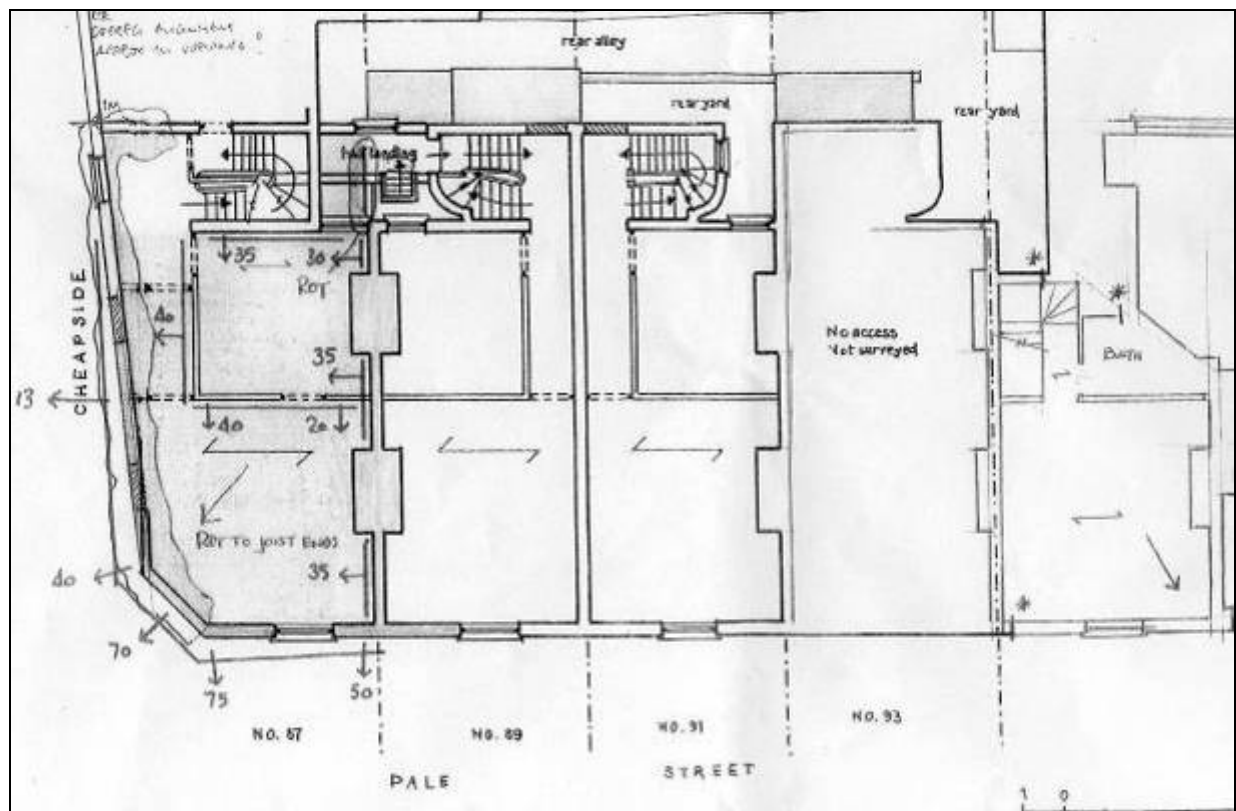 rear alley
rear yard
rear yard
landing
35
30
ROT
40
35
No access
Not surveyed
BATH
CHEAPSIDE
13
40
20
ROT TO JOIST ENDS
35
40
70
75
50
NO. 87
NO. 89
NO. 91
NO. 93
PALE STREET
1 0